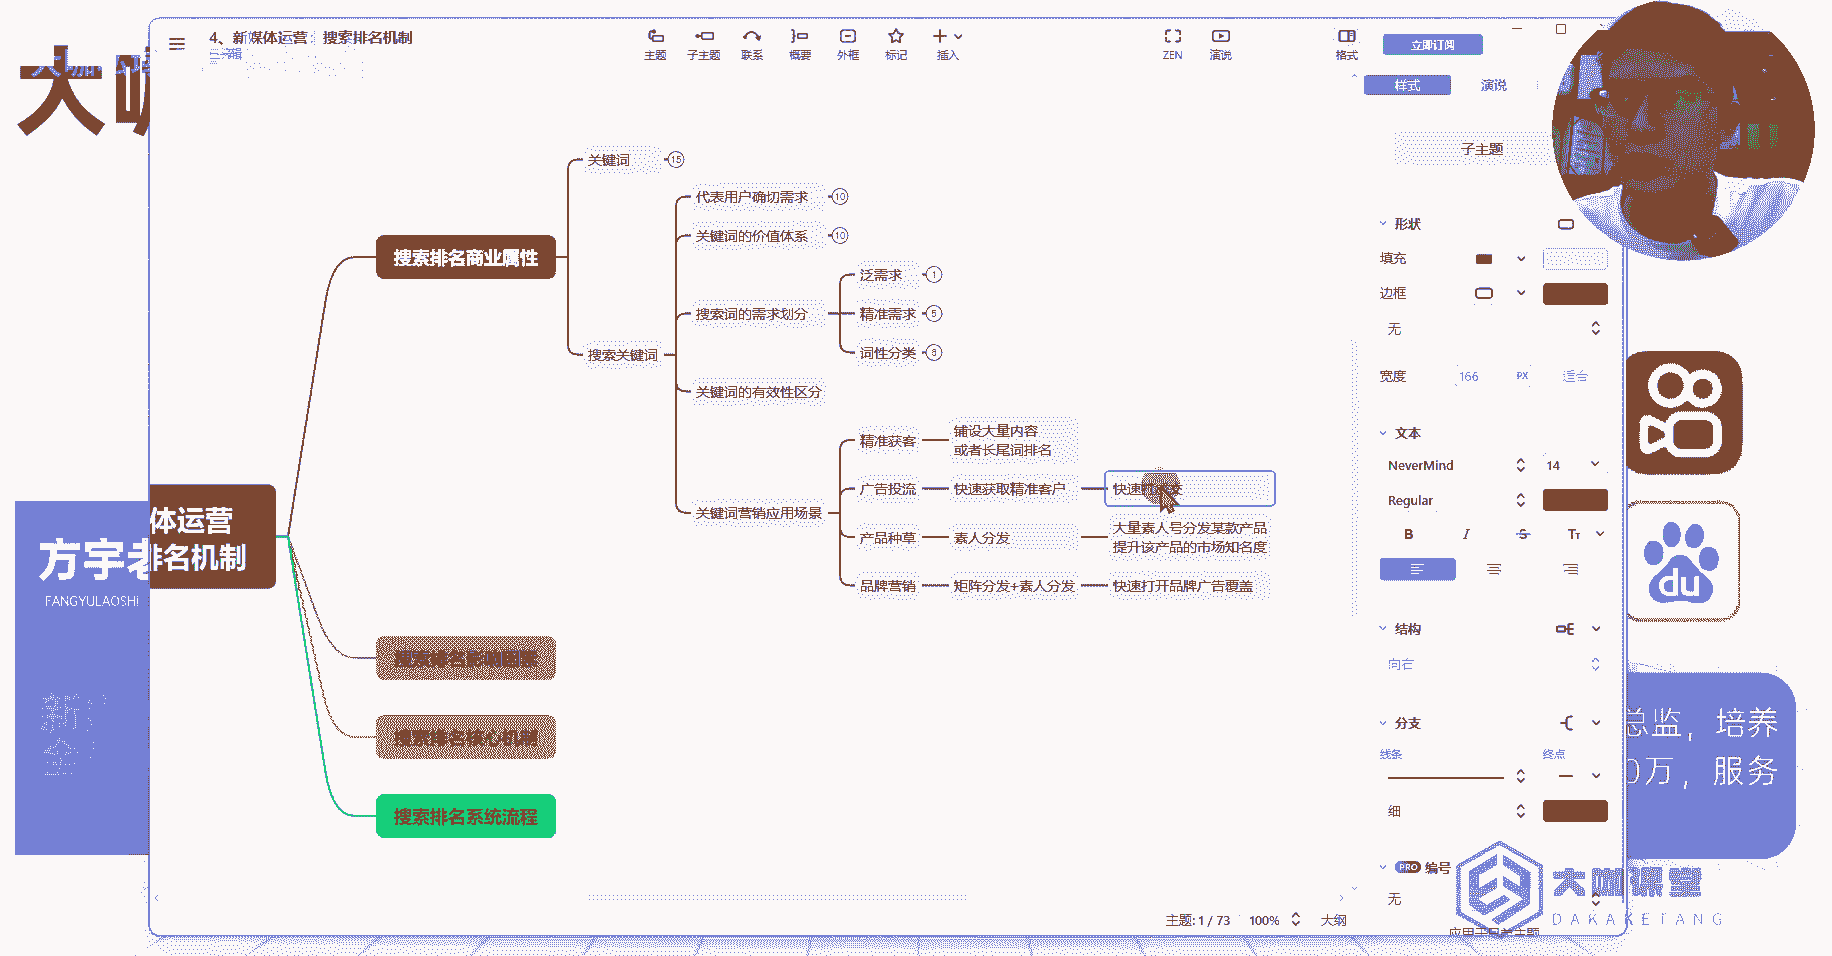 大
4、新媒体运营：搜索排名机制
主题
子主题
联系
概要
外框
标记
插入
ZEN
演说
格式
立即订阅
样式
演说
子主题
形状
填充
边框
无
宽度
166
PX
适合
文本
NeverMind
14
Regular
B
I
S
TT
结构
向右
分支
线条
终点
细
PRO
编号
无
体运营
排名机制
搜索排名商业属性
关键词
15
搜索关键词
代表用户确切需求
10
关键词的价值体系
10
搜索词的需求划分
泛需求
1
精准需求
5
词性分类
8
关键词的有效性区分
关键词营销应用场景
精准获客
铺设大量内容
或者长尾词排名
广告投流
快速获取精准客户
快速
产品种草
素人分发
大量素人号分发某款产品
提升该产品的市场知名度
品牌营销
矩阵分发+素人分发
快速打开品牌广告覆盖
搜索排名影响因素
搜索排名核心机制
搜索排名系统流程
方宇老
FANGYULAOSHI
新
金
du
总监，培养
0万，服务
主题: 1 / 73
100%
大纲
大咖课堂
DAKAKETANG